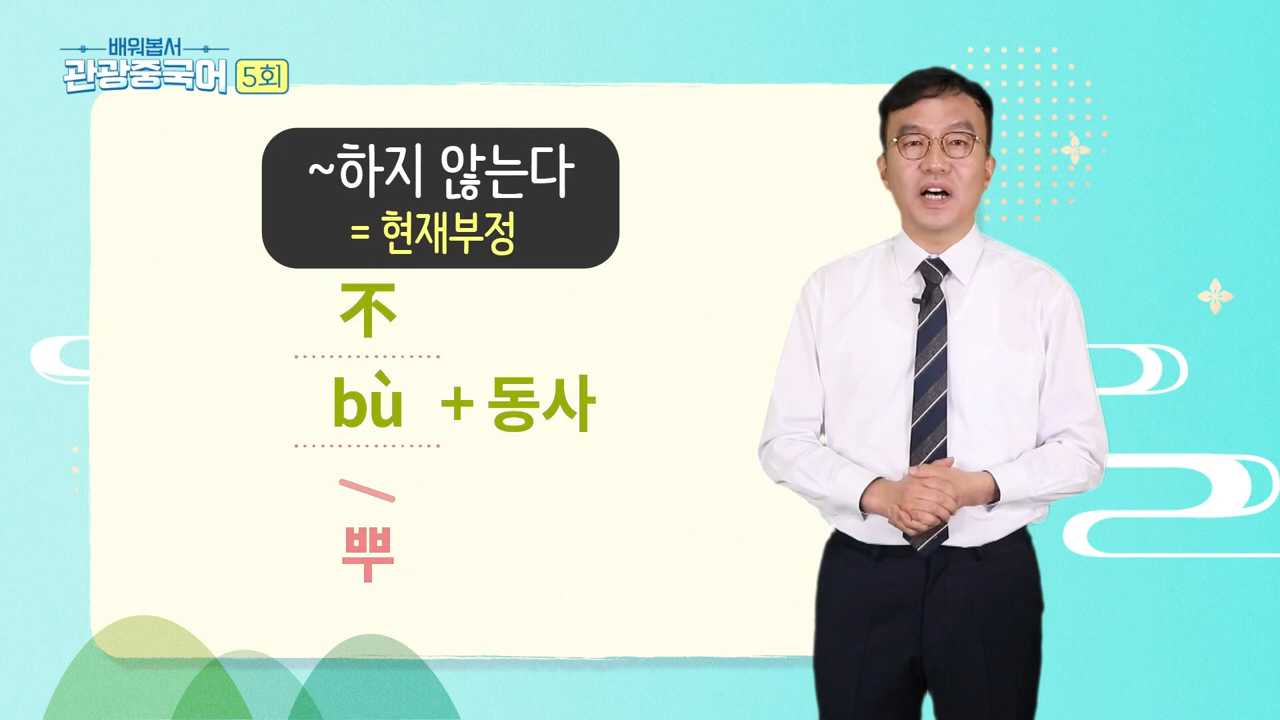 배워봅서
관광중국어 5회
~하지 않는다
= 현재부정
不
bù + 동사
뿌